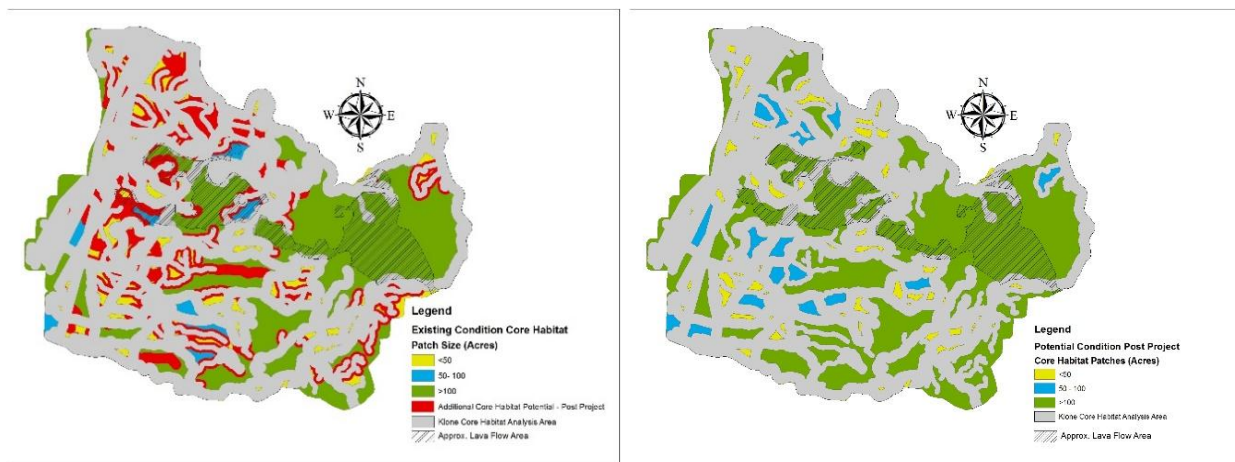 N
W E
S
Legend
Existing Condition Core Habitat
Patch Size (Acres)
<50
50- 100
>100
Additional Core Habitat Potential - Post Project
Klone Core Habitat Analysis Area
Approx. Lava Flow Area
N
W E
S
Legend
Potential Condition Post Project
Core Habitat Patches (Acres)
<50
50 - 100
>100
Klone Core Habitat Analysis Area
Approx. Lava Flow Area